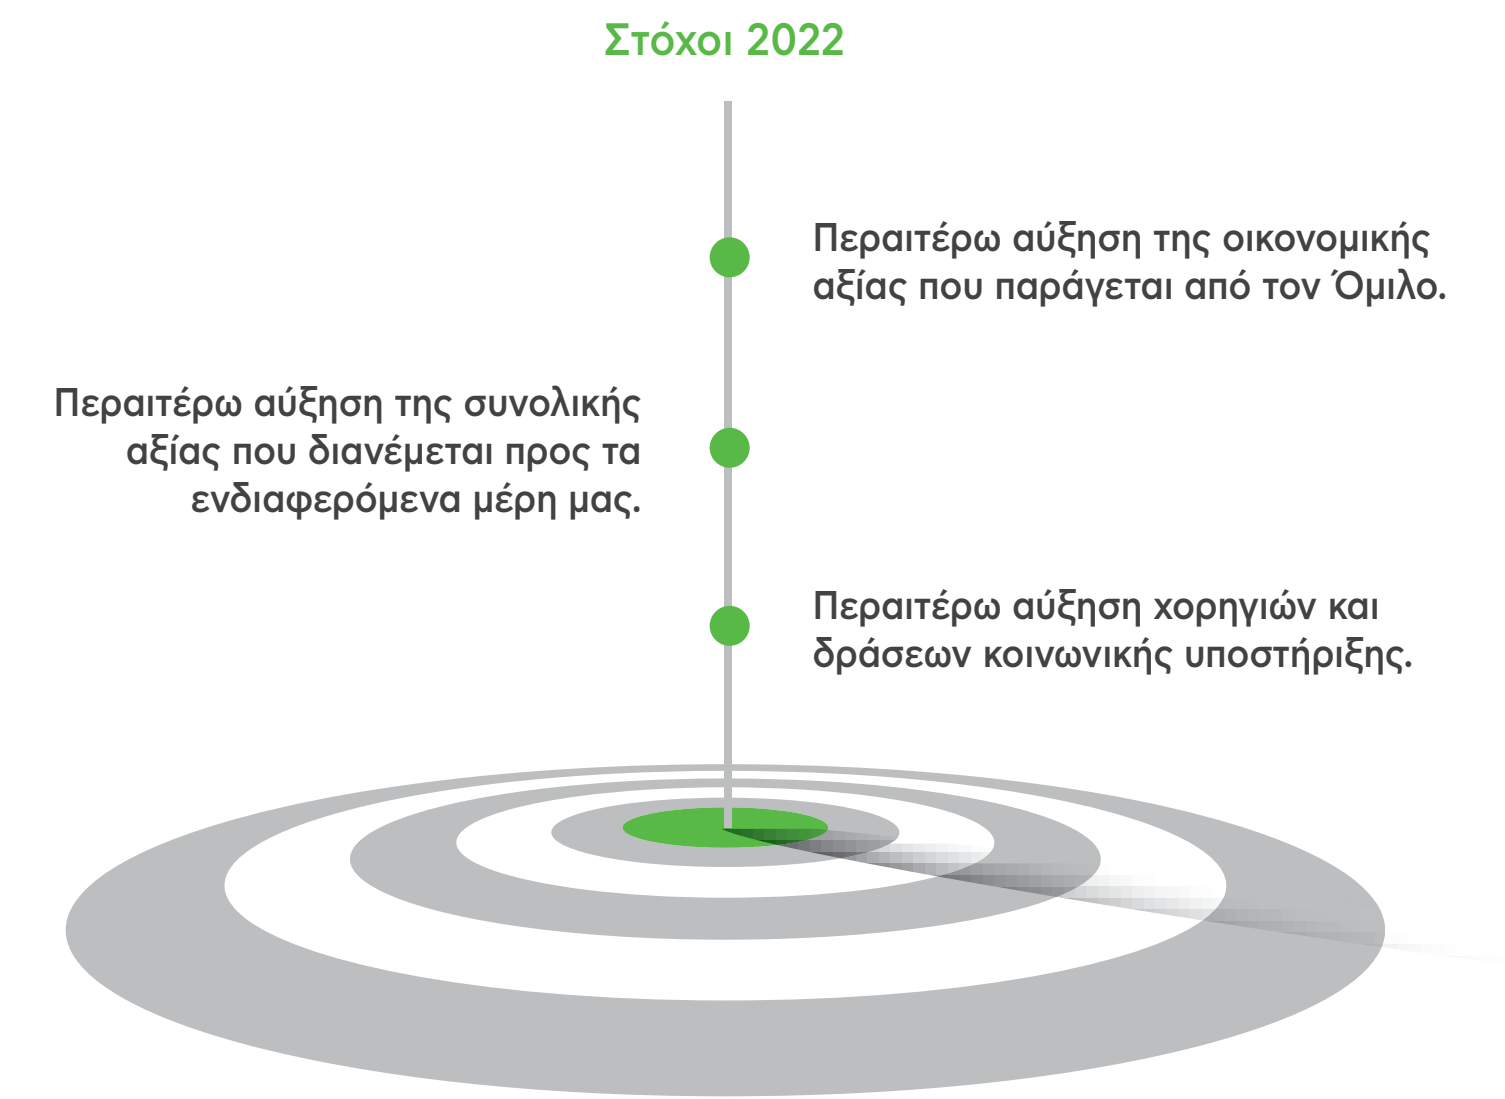 Στόχοι 2022
Περαιτέρω αύξηση της οικονομικής
αξίας που παράγεται από τον Όμιλο.
Περαιτέρω αύξηση της συνολικής
αξίας που διανέμεται προς τα
ενδιαφερόμενα μέρη μας.
Περαιτέρω αύξηση χορηγιών και
δράσεων κοινωνικής υποστήριξης.